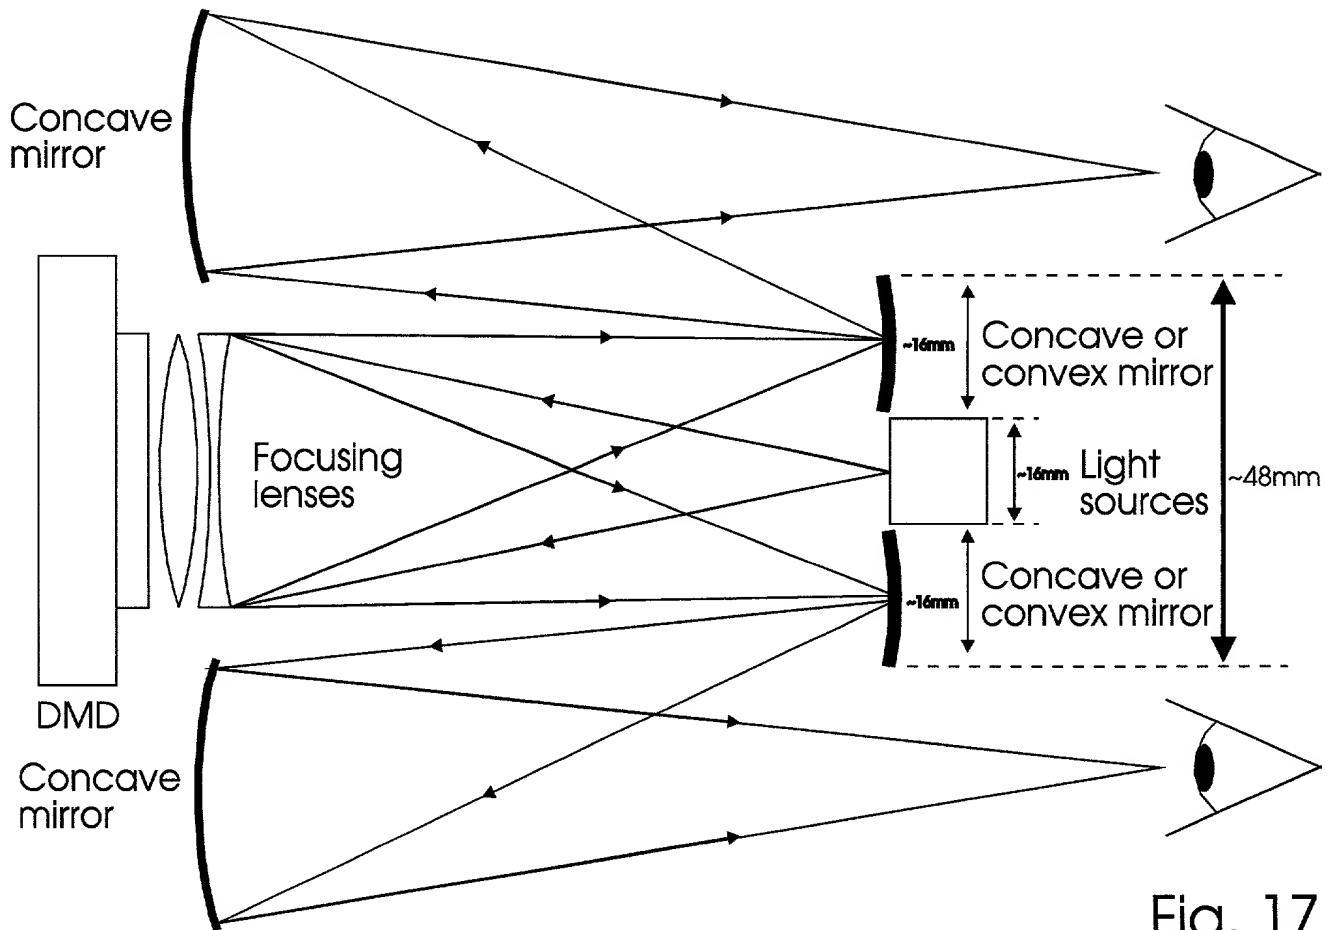 Concave
mirror
~16mm
Concave or
convex mirror
Focusing
lenses
~16mm
Light
sources
~48mm
~16mm
Concave or
convex mirror
DMD
Concave
mirror
Fig. 17